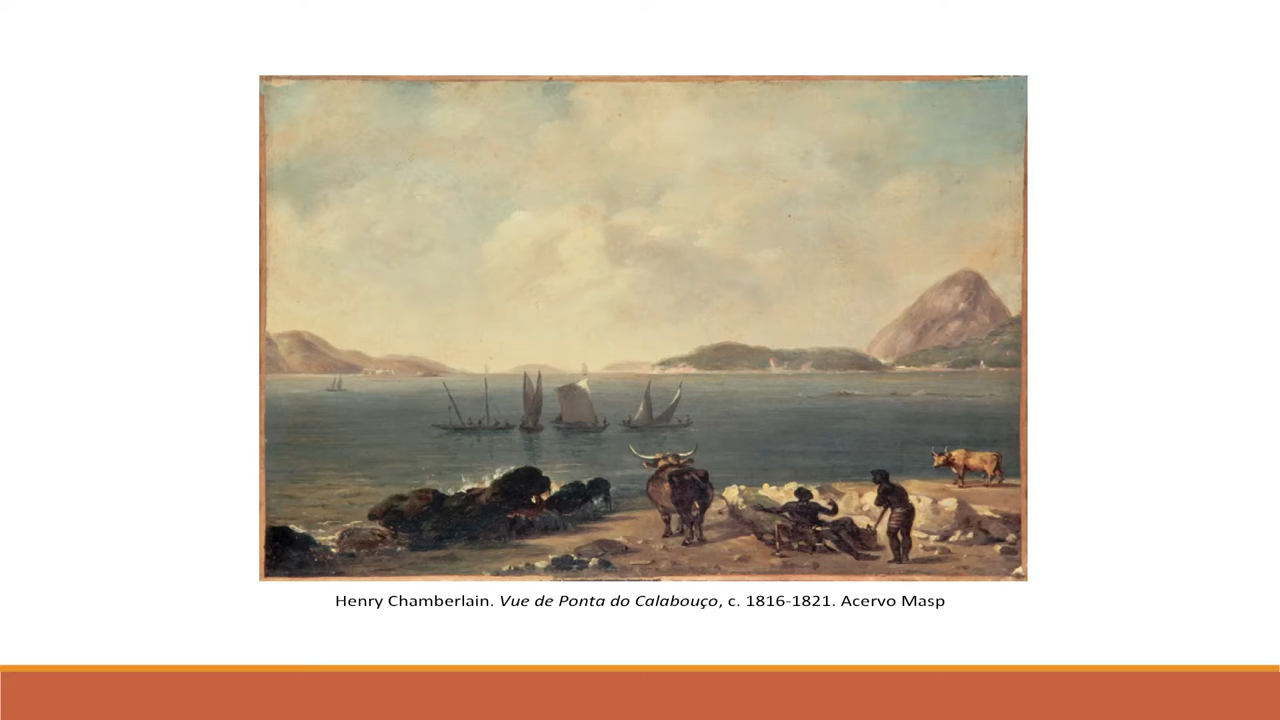 Henry Chamberlain. Vue de Ponta do Calabouço, c. 1816-1821. Acervo Masp